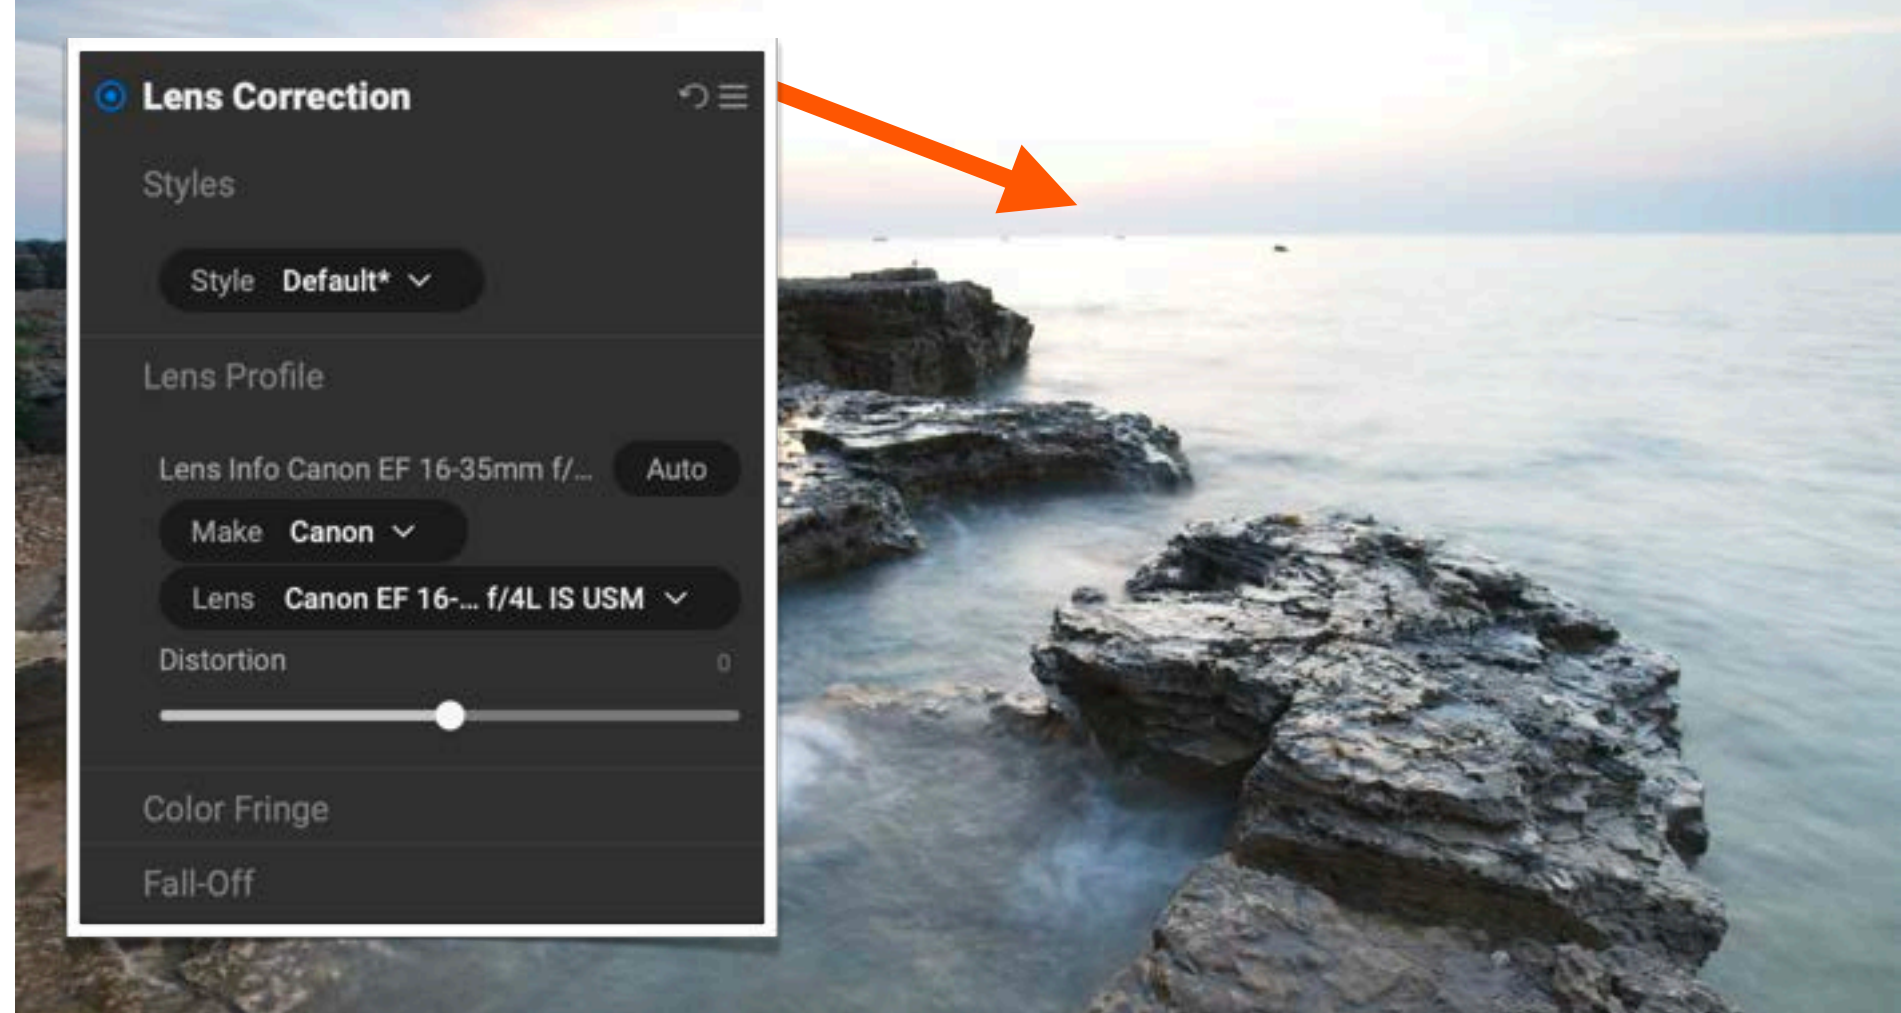 Lens Correction
Styles
Style Default*
Lens Profile
Lens Info Canon EF 16-35mm f/... Auto
Make Canon
Lens Canon EF 16-... f/4L IS USM
Distortion 0
Color Fringe
Fall-Off